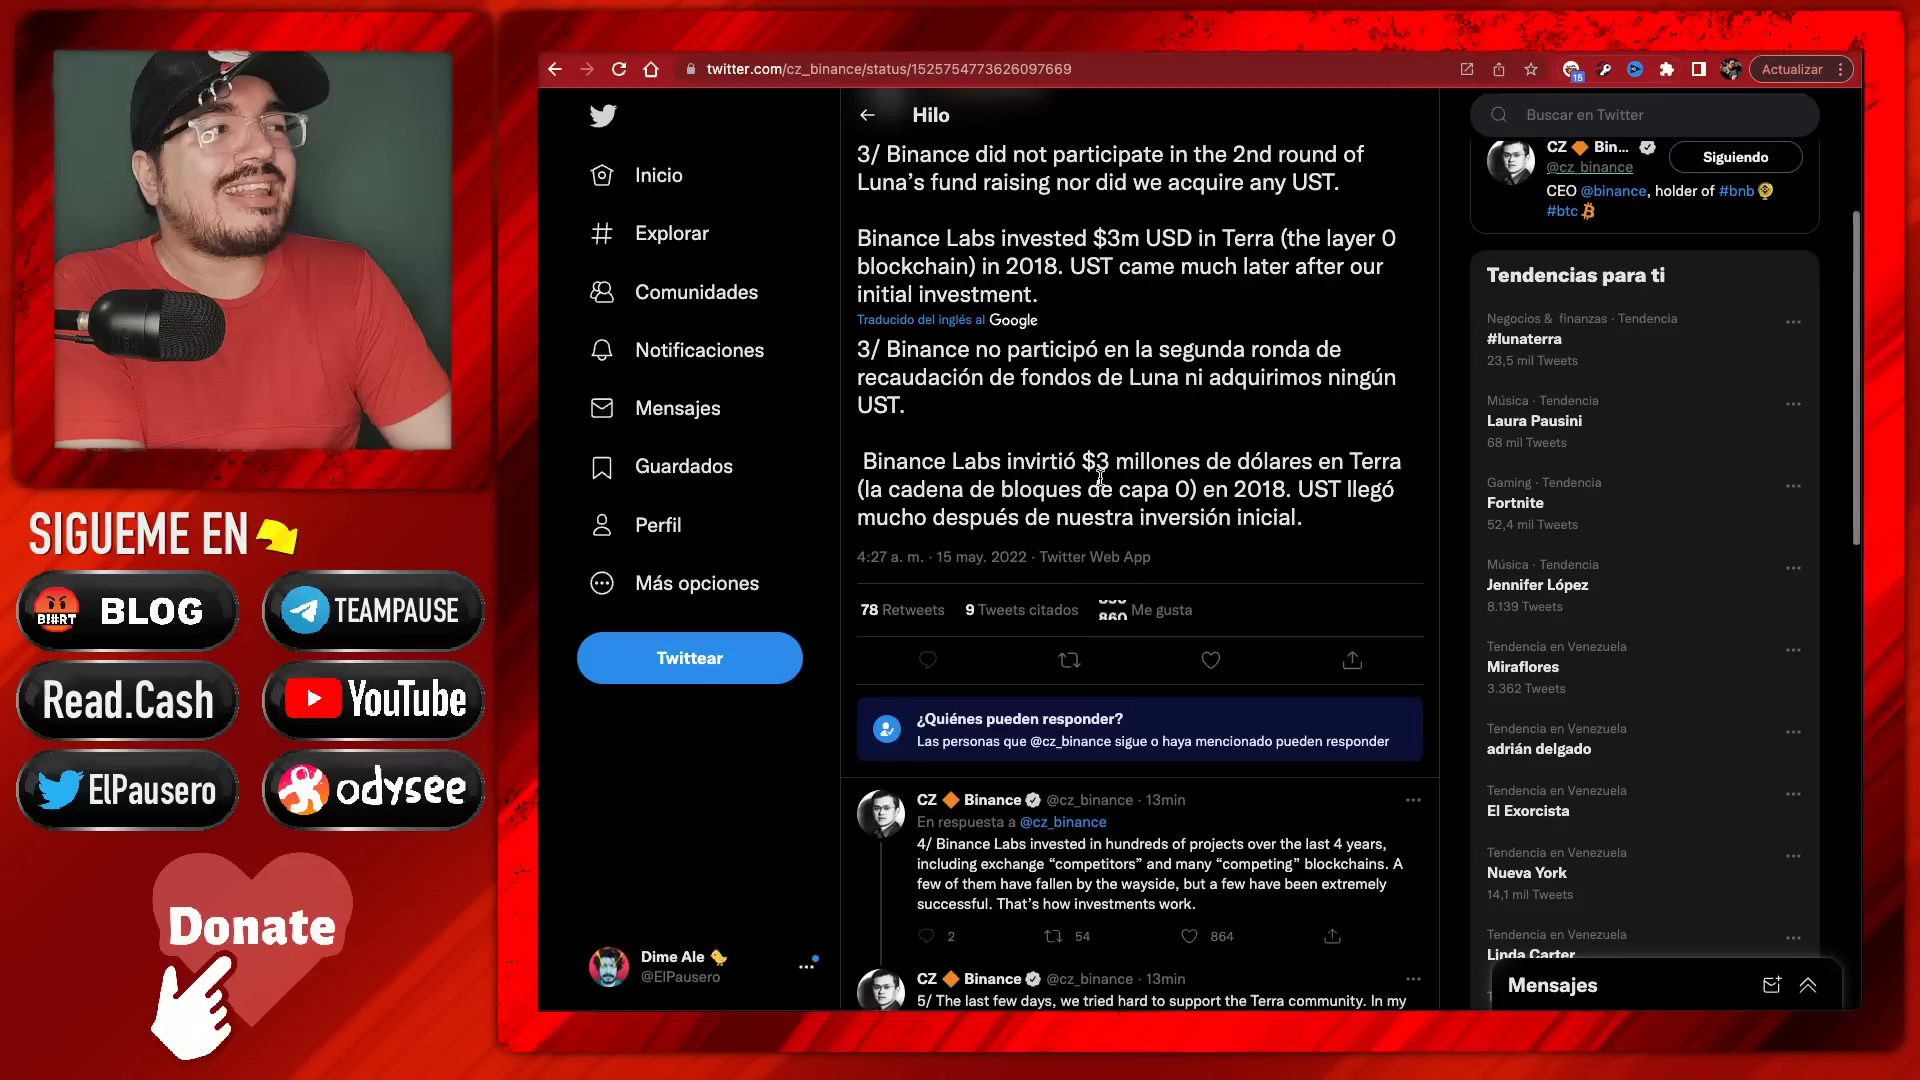 twitter.com/cz_binance/status/1525754773626097669
15
Actualizar
Inicio
Explorar
Comunidades
Notificaciones
Mensajes
Guardados
Perfil
Más opciones
Twittear
Dime Ale
@ElPausero
Hilo
3/ Binance did not participate in the 2nd round of
Luna's fund raising nor did we acquire any UST.
Binance Labs invested $3m USD in Terra (the layer 0
blockchain) in 2018. UST came much later after our
initial investment.
Traducido del inglés al Google
3/ Binance no participó en la segunda ronda de
recaudación de fondos de Luna ni adquirimos ningún
UST.
Binance Labs invirtió $3 millones de dólares en Terra
(la cadena de bloques de capa 0) en 2018. UST llegó
mucho después de nuestra inversión inicial.
4:27 a. m. · 15 may. 2022 · Twitter Web App
78 Retweets 9 Tweets citados 860 Me gusta
¿Quiénes pueden responder?
Las personas que @cz_binance sigue o haya mencionado pueden responder
CZ Binance @cz_binance · 13min
En respuesta a @cz_binance
4/ Binance Labs invested in hundreds of projects over the last 4 years,
including exchange “competitors” and many “competing” blockchains. A
few of them have fallen by the wayside, but a few have been extremely
successful. That's how investments work.
2 54 864
CZ Binance @cz_binance · 13min
5/ The last few days, we tried hard to support the Terra community. In my
Buscar en Twitter
CZ Bin...
@cz_binance
Siguiendo
CEO @binance, holder of #bnb
#btc
Tendencias para ti
Negocios & finanzas · Tendencia
#lunaterra
23,5 mil Tweets
Música · Tendencia
Laura Pausini
68 mil Tweets
Gaming · Tendencia
Fortnite
52,4 mil Tweets
Música · Tendencia
Jennifer López
8.139 Tweets
Tendencia en Venezuela
Miraflores
3.362 Tweets
Tendencia en Venezuela
adrián delgado
Tendencia en Venezuela
El Exorcista
Tendencia en Venezuela
Nueva York
14,1 mil Tweets
Tendencia en Venezuela
Linda Carter
Mensajes
SIGUEME EN
B!#RT BLOG
TEAMPAUSE
Read.Cash
YouTube
ElPausero
odysee
Donate